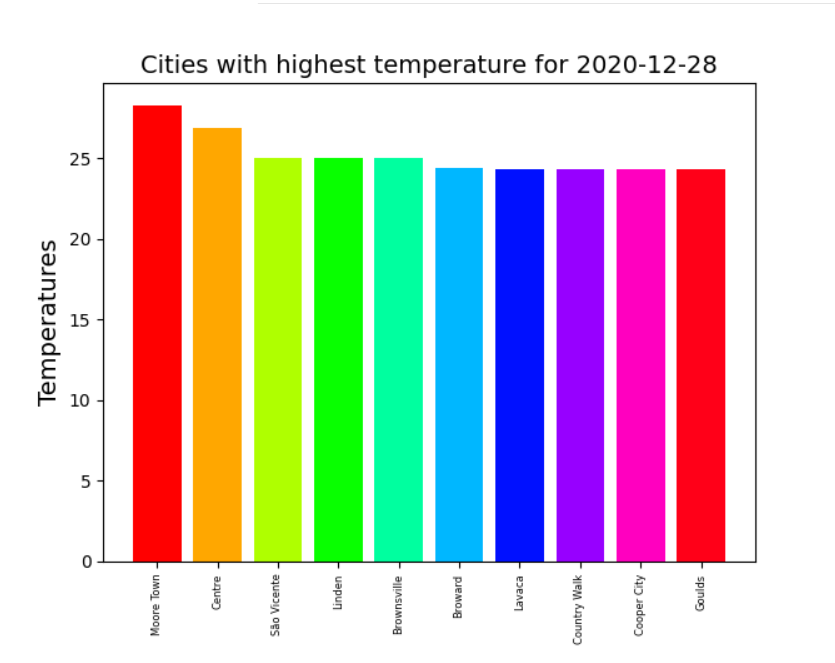 Cities with highest temperature for 2020-12-28
Temperatures
25
20
15
10
5
0
Moore Town
Centre
São Vicente
Linden
Brownsville
Broward
Lavaca
Country Walk
Cooper City
Goulds